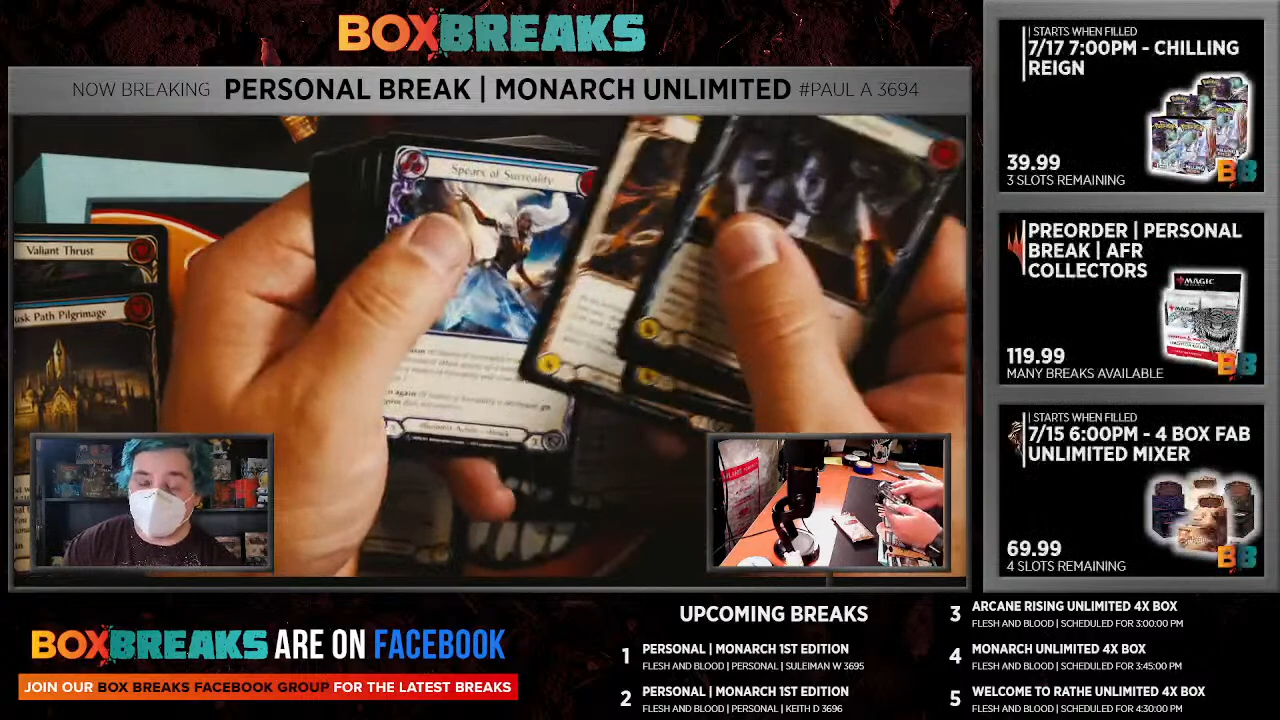 BOXBREAKS
NOW BREAKING PERSONAL BREAK | MONARCH UNLIMITED #PAUL A 3694
Spears of Surreality
Valiant Thrust
usk Path Pilgrimage
STARTS WHEN FILLED
7/17 7:00PM - CHILLING
REIGN
39.99
3 SLOTS REMAINING
BB
PREORDER | PERSONAL
BREAK | AFR
COLLECTORS
MAGIC
119.99
MANY BREAKS AVAILABLE
BB
STARTS WHEN FILLED
7/15 6:00PM - 4 BOX FAB
UNLIMITED MIXER
69.99
4 SLOTS REMAINING
BB
BOXBREAKS ARE ON FACEBOOK
JOIN OUR BOX BREAKS FACEBOOK GROUP FOR THE LATEST BREAKS
UPCOMING BREAKS
1 PERSONAL | MONARCH 1ST EDITION
FLESH AND BLOOD | PERSONAL | SULEIMAN W 3695
2 PERSONAL | MONARCH 1ST EDITION
FLESH AND BLOOD | PERSONAL | KEITH D 3696
3 ARCANE RISING UNLIMITED 4X BOX
FLESH AND BLOOD | SCHEDULED FOR 3:00:00 PM
4 MONARCH UNLIMITED 4X BOX
FLESH AND BLOOD | SCHEDULED FOR 3:45:00 PM
5 WELCOME TO RATHE UNLIMITED 4X BOX
FLESH AND BLOOD | SCHEDULED FOR 4:30:00 PM